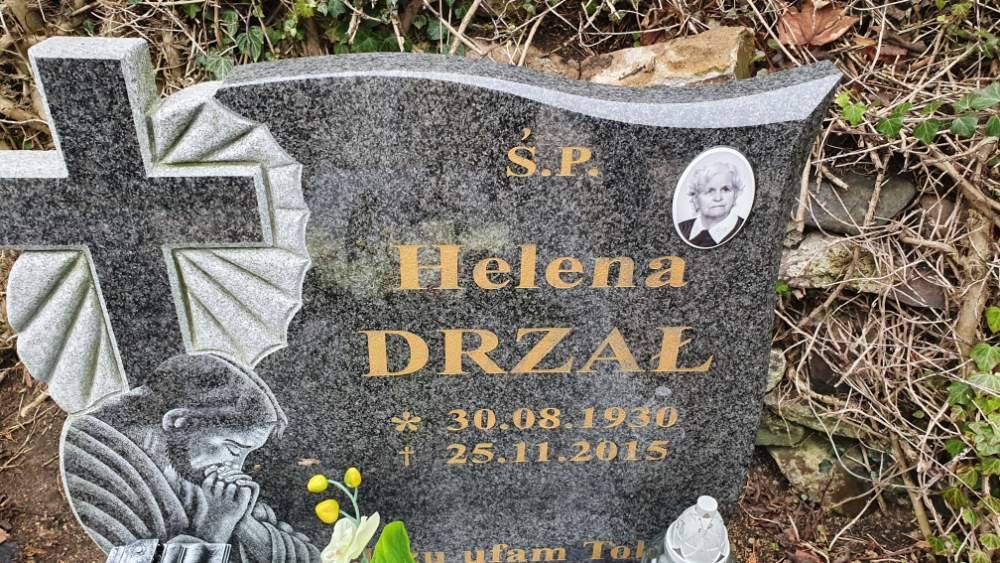 Ś.P.
Helena
DRZAŁ
* 30.08.1930
† 25.11.2015
ufam